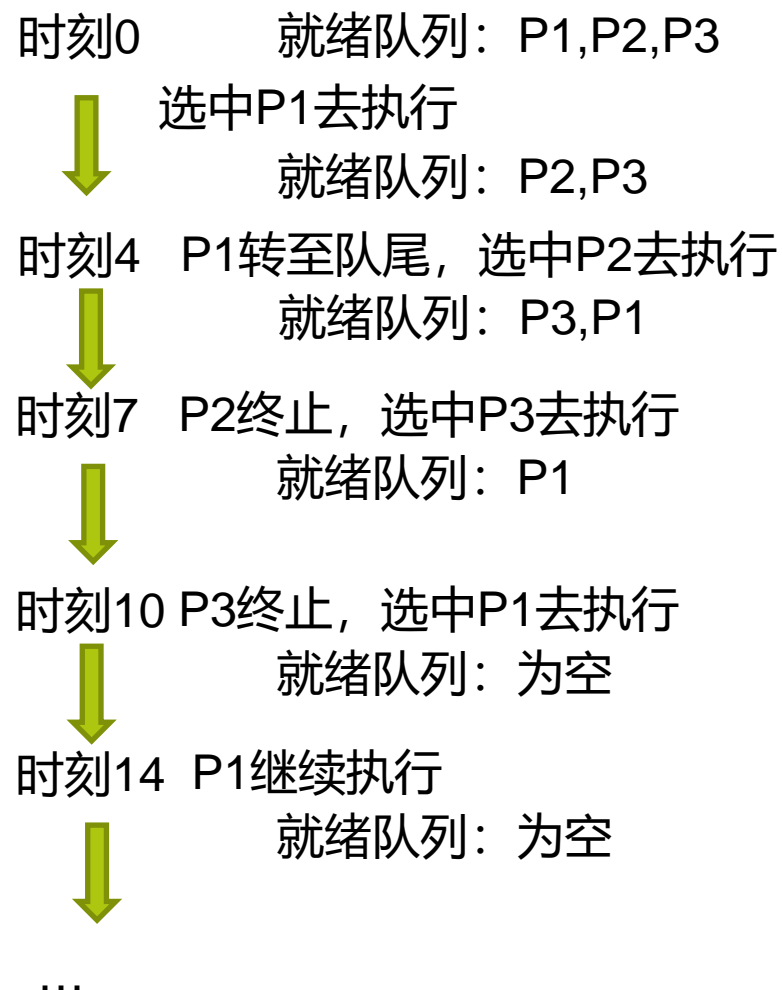 时刻0 就绪队列：P1,P2,P3
选中P1去执行
就绪队列：P2,P3
时刻4 P1转至队尾，选中P2去执行
就绪队列：P3,P1
时刻7 P2终止，选中P3去执行
就绪队列：P1
时刻10 P3终止，选中P1去执行
就绪队列：为空
时刻14 P1继续执行
就绪队列：为空
...